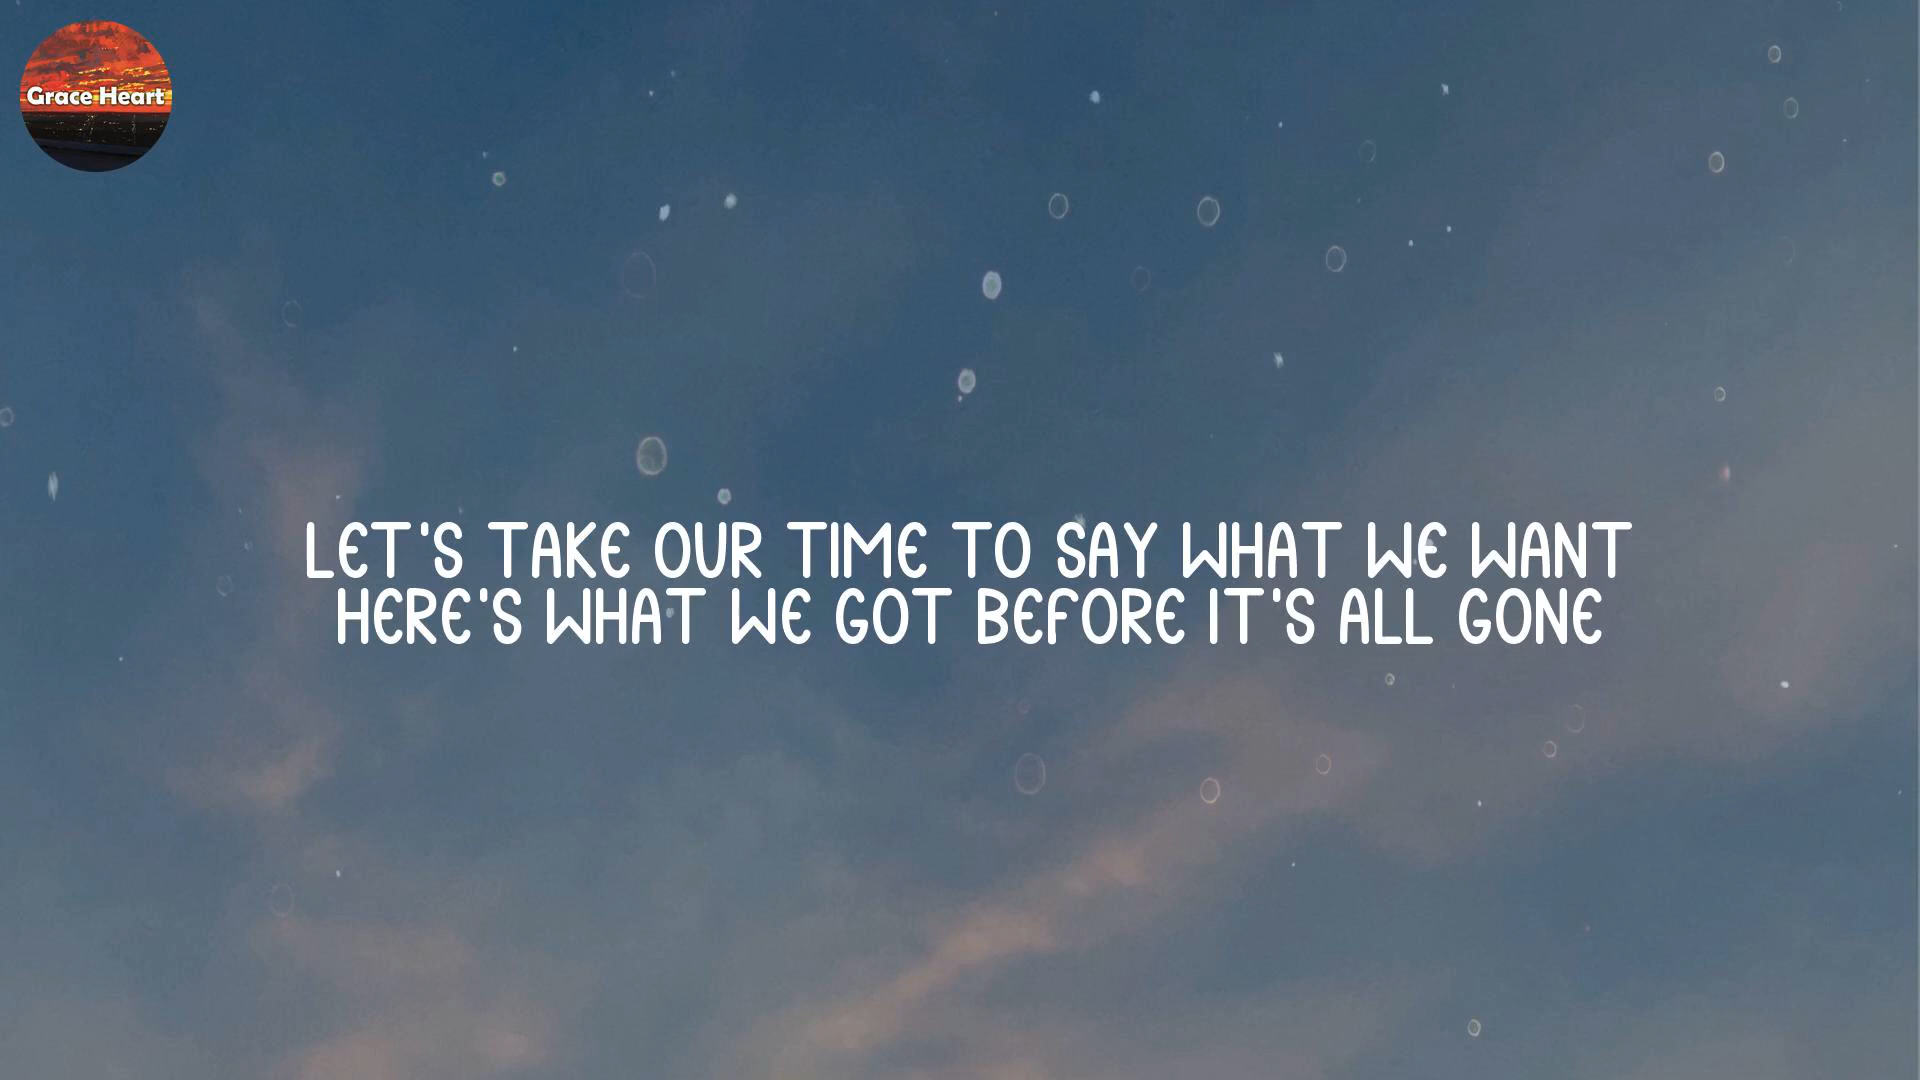 Grace Heart
LET'S TAKE OUR TIME TO SAY WHAT WE WANT
HERE'S WHAT WE GOT BEFORE IT'S ALL GONE